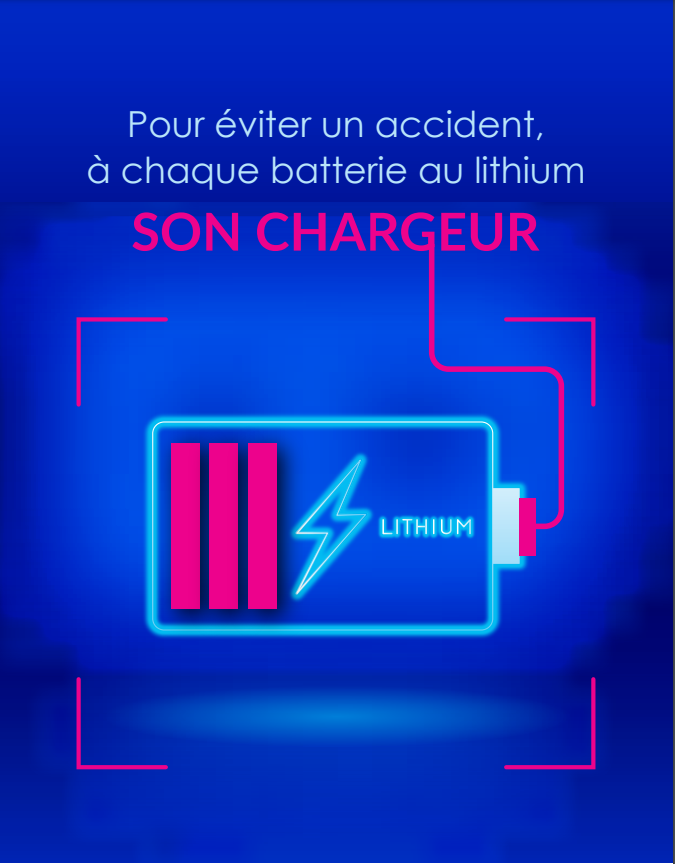 Pour éviter un accident,
à chaque batterie au lithium
SON CHARGEUR
LITHIUM